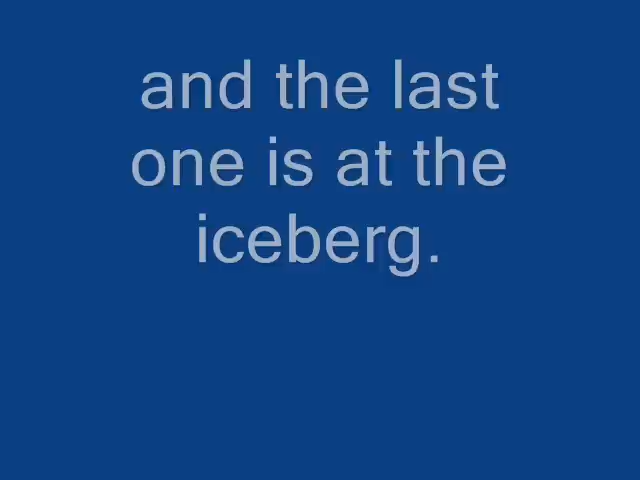 and the last
one is at the
iceberg.